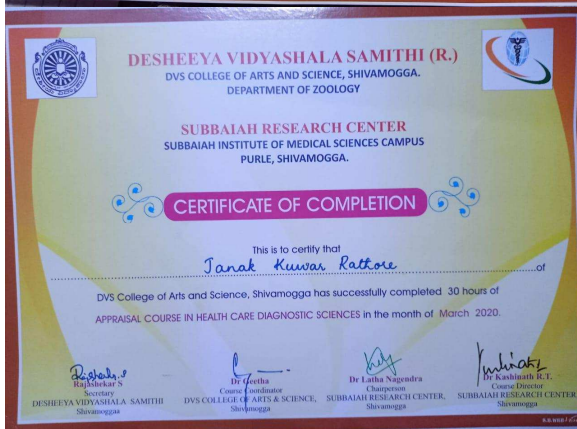 DESHEEYA VIDYASHALA SAMITHI (R.)
DVS COLLEGE OF ARTS AND SCIENCE, SHIVAMOGGA.
DEPARTMENT OF ZOOLOGY
SUBBAIAH RESEARCH CENTER
SUBBAIAH INSTITUTE OF MEDICAL SCIENCES CAMPUS
PURLE, SHIVAMOGGA.
CERTIFICATE OF COMPLETION
This is to certify that
Janak Kuwar Rathore
of
DVS College of Arts and Science, Shivamogga has successfully completed 30 hours of
APPRAISAL COURSE IN HEALTH CARE DIAGNOSTIC SCIENCES in the month of March 2020.
Rajashekar S
Secretary
DESHEEYA VIDYASHALA SAMITHI
Shivamoggaa
Dr Geetha
Course Coordinator
DVS COLLEGE OF ARTS & SCIENCE,
Shivamogga
Dr Latha Nagendra
Chairperson
SUBBAIAH RESEARCH CENTER,
Shivamogga
Dr Kashinath R.T.
Course Director
SUBBAIAH RESEARCH CENTER
Shivamogga